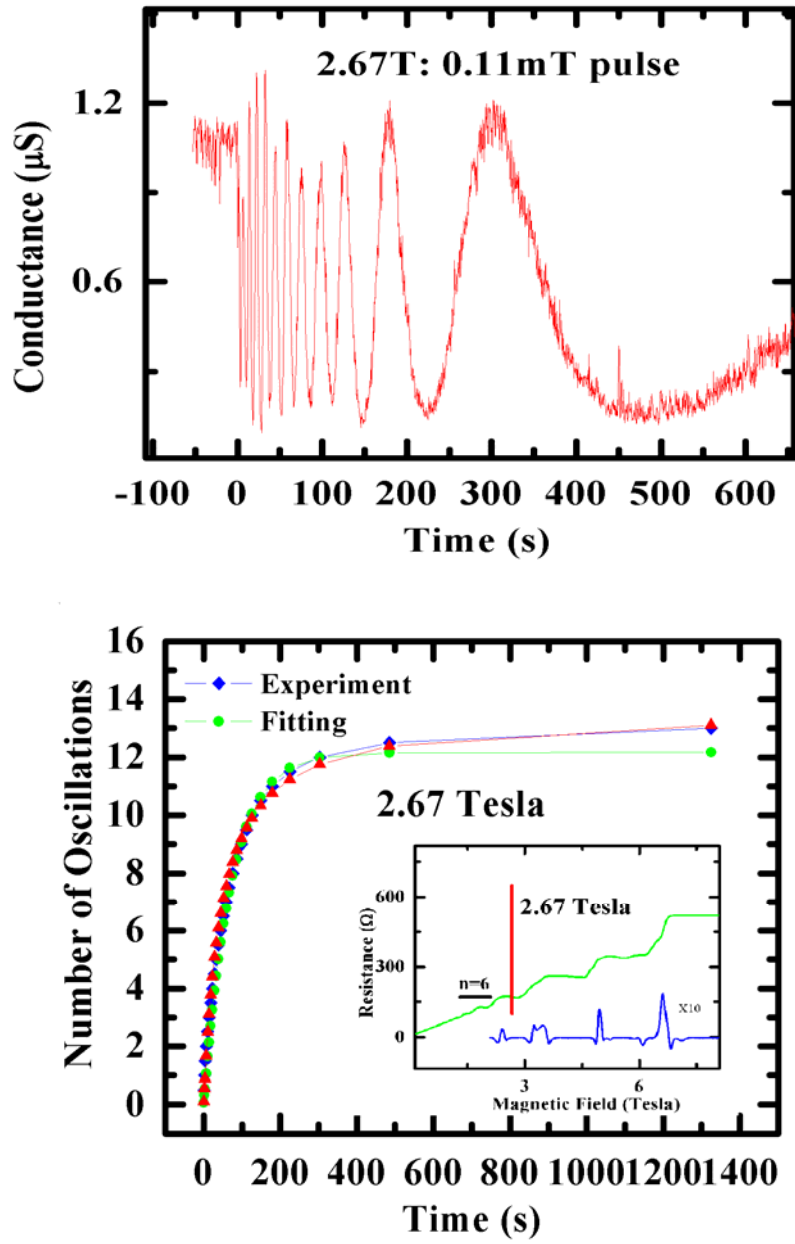 2.67T: 0.11mT pulse
Conductance (µS)
1.2
0.6
-100 0 100 200 300 400 500 600
Time (s)
Number of Oscillations
16
14
12
10
8
6
4
2
0
Experiment
Fitting
2.67 Tesla
Resistance (Ω)
600
300
0
2.67 Tesla
n=6
X10
3 6
Magnetic Field (Tesla)
0 200 400 600 800 1000 1200 1400
Time (s)